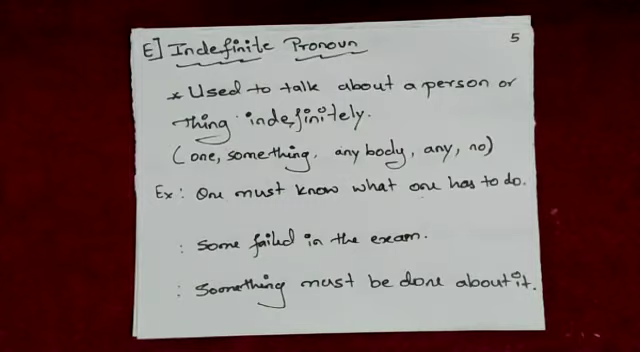 E] Indefinite Pronoun
5
* Used to talk about a person or
Thing indefinitely.
(one, something, any body, any, no)
Ex: One must know what one has to do.
: Some failed in the exam.
: Something must be done about it.